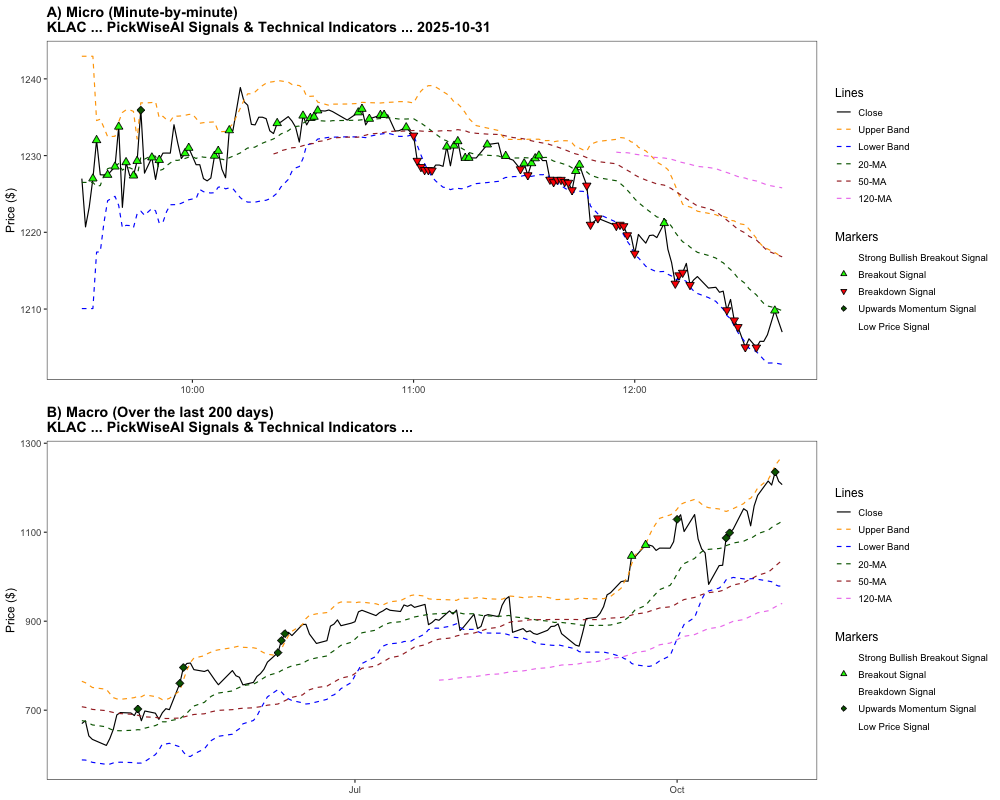 A) Micro (Minute-by-minute)
KLAC ... PickWiseAI Signals & Technical Indicators ... 2025-10-31
Price ($)
1240
1230
1220
1210
10:00
11:00
12:00
Lines
Close
Upper Band
Lower Band
20-MA
50-MA
120-MA
Markers
Strong Bullish Breakout Signal
Breakout Signal
Breakdown Signal
Upwards Momentum Signal
Low Price Signal
B) Macro (Over the last 200 days)
KLAC ... PickWiseAI Signals & Technical Indicators ...
Price ($)
1300
1100
900
700
Jul
Oct
Lines
Close
Upper Band
Lower Band
20-MA
50-MA
120-MA
Markers
Strong Bullish Breakout Signal
Breakout Signal
Breakdown Signal
Upwards Momentum Signal
Low Price Signal